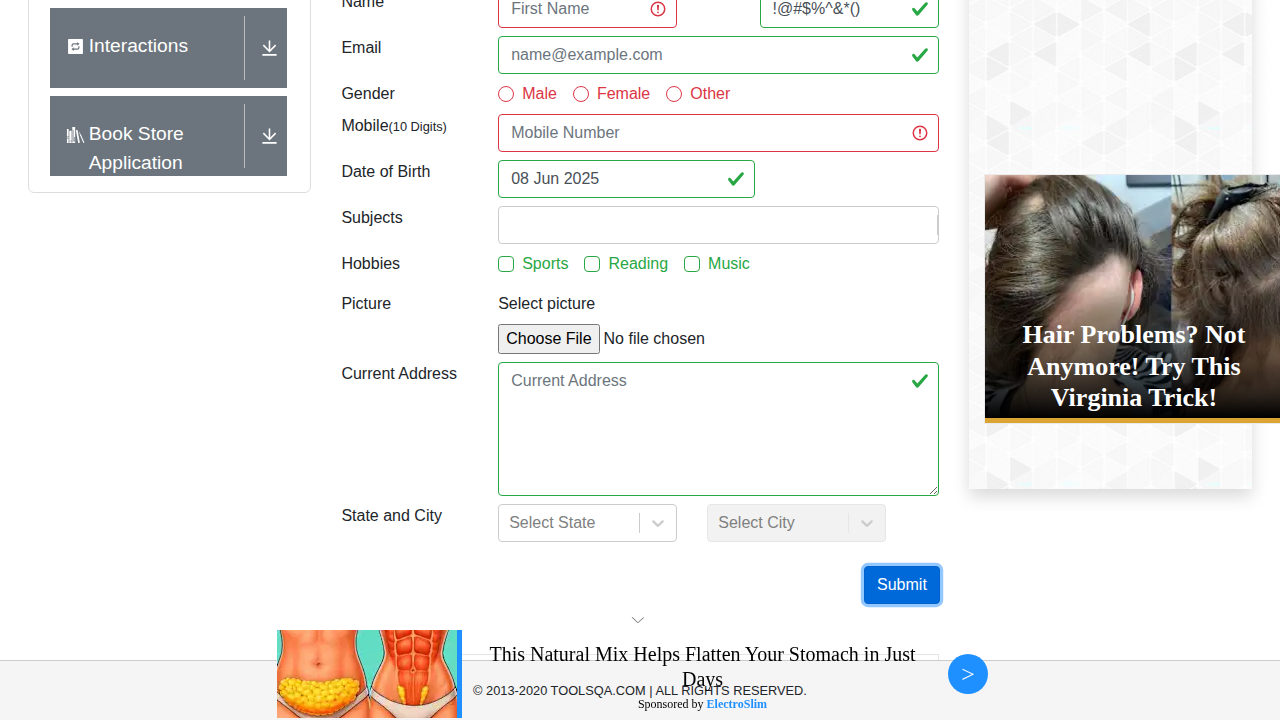 Name
First Name
!@#$%^&*()
Interactions
Email
name@example.com
Gender
Male
Female
Other
Book Store
Application
Mobile(10 Digits)
Mobile Number
Date of Birth
08 Jun 2025
Subjects
Hobbies
Sports
Reading
Music
Picture
Select picture
Choose File No file chosen
Current Address
Current Address
Hair Problems? Not
Anymore! Try This
Virginia Trick!
State and City
Select State
Select City
Submit
This Natural Mix Helps Flatten Your Stomach in Just
Days
© 2013-2020 TOOLSQA.COM | ALL RIGHTS RESERVED.
Sponsored by ElectroSlim
>